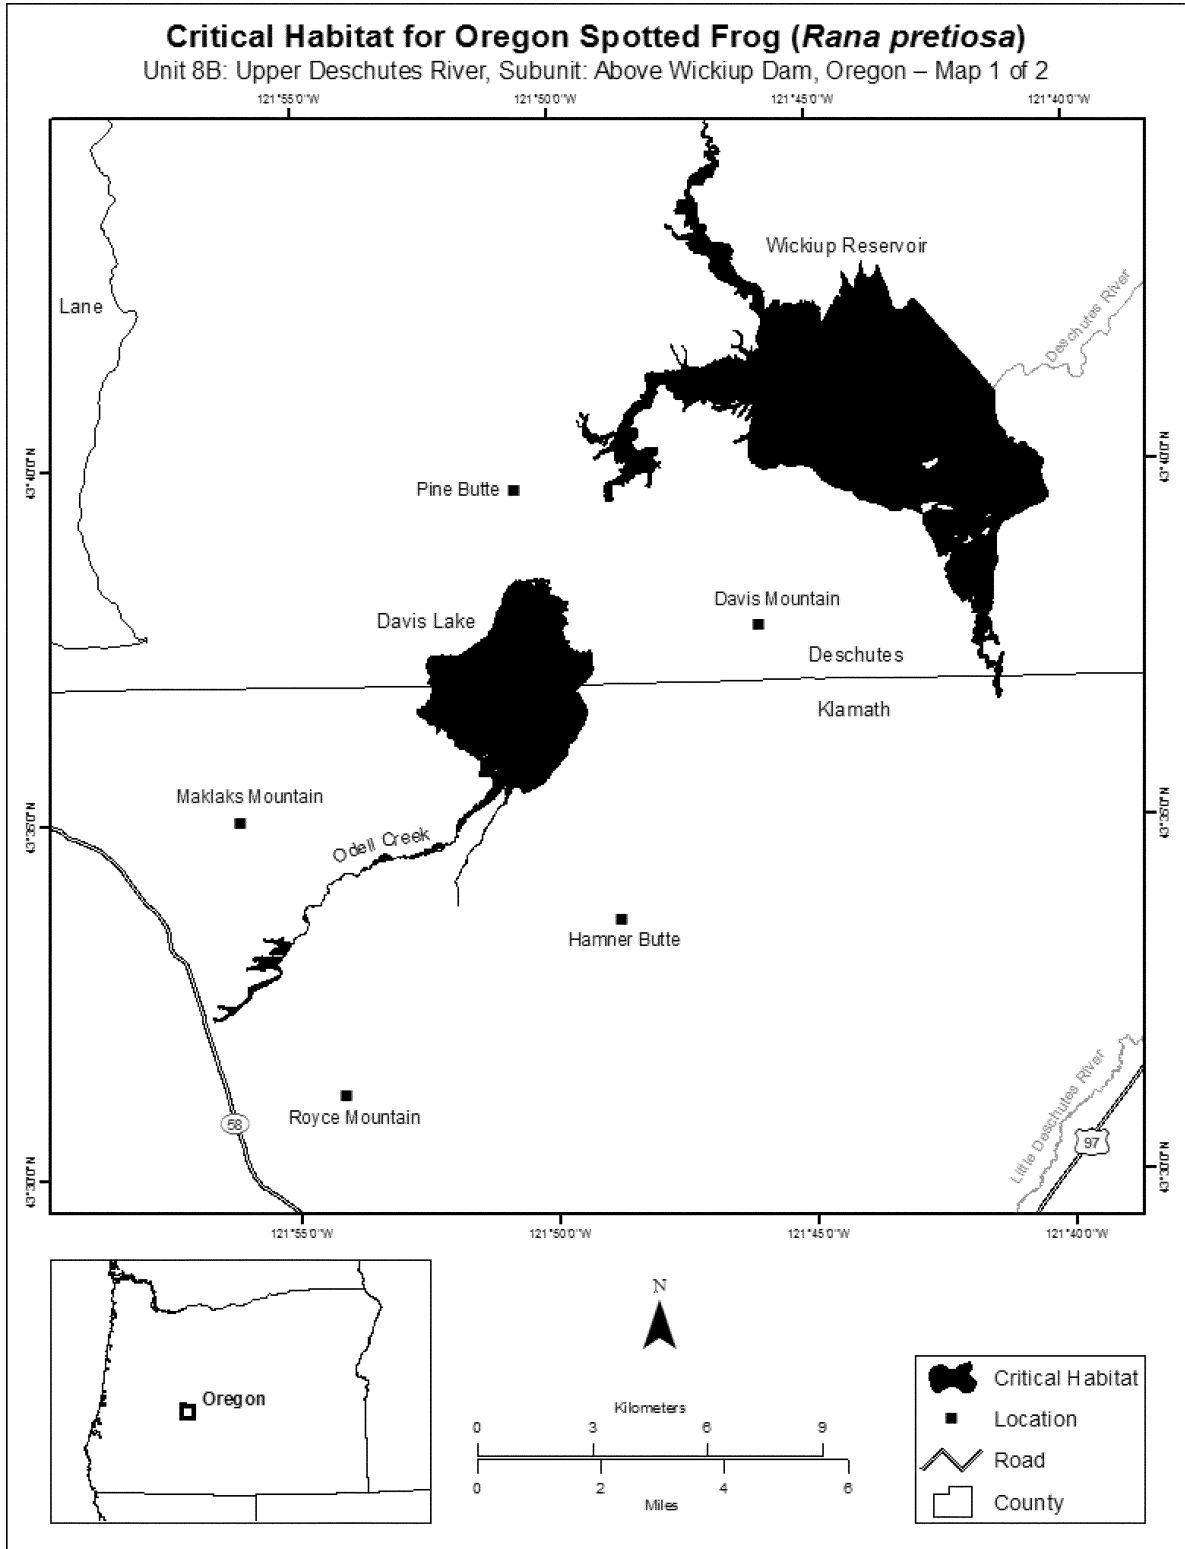 Critical Habitat for Oregon Spotted Frog (Rana pretiosa)
Unit 8B: Upper Deschutes River, Subunit: Above Wickiup Dam, Oregon – Map 1 of 2
121°55'0"W
121°50'0"W
121°45'0"W
121°40'0"W
Wickiup Reservoir
Deschutes River
Lane
43°40'0"N
43°40'0"N
Pine Butte
Davis Mountain
Davis Lake
Deschutes
Klamath
Maklaks Mountain
43°35'0"N
43°35'0"N
Odell Creek
Hamner Butte
Little Deschutes River
Royce Mountain
58
97
43°30'0"N
43°30'0"N
121°55'0"W
121°50'0"W
121°45'0"W
121°40'0"W
N
Oregon
Kilometers
0 3 6 9
0 2 4 6
Miles
Critical Habitat
Location
Road
County